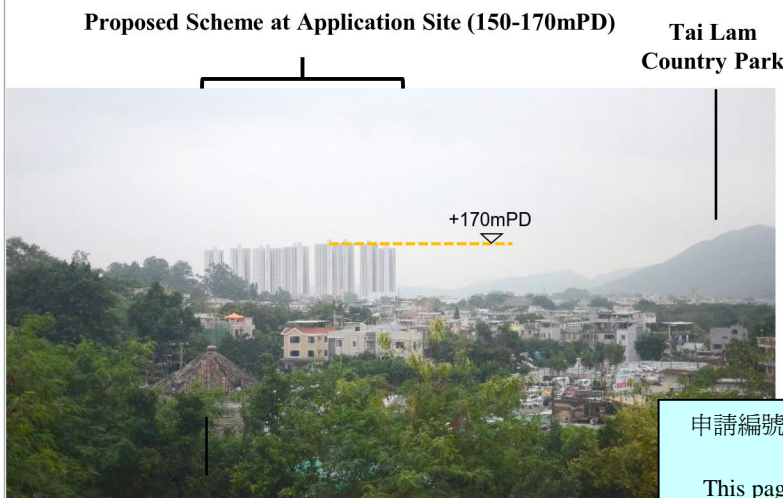 Proposed Scheme at Application Site (150-170mPD)
Tai Lam
Country Park
+170mPD
申請編號
This pag